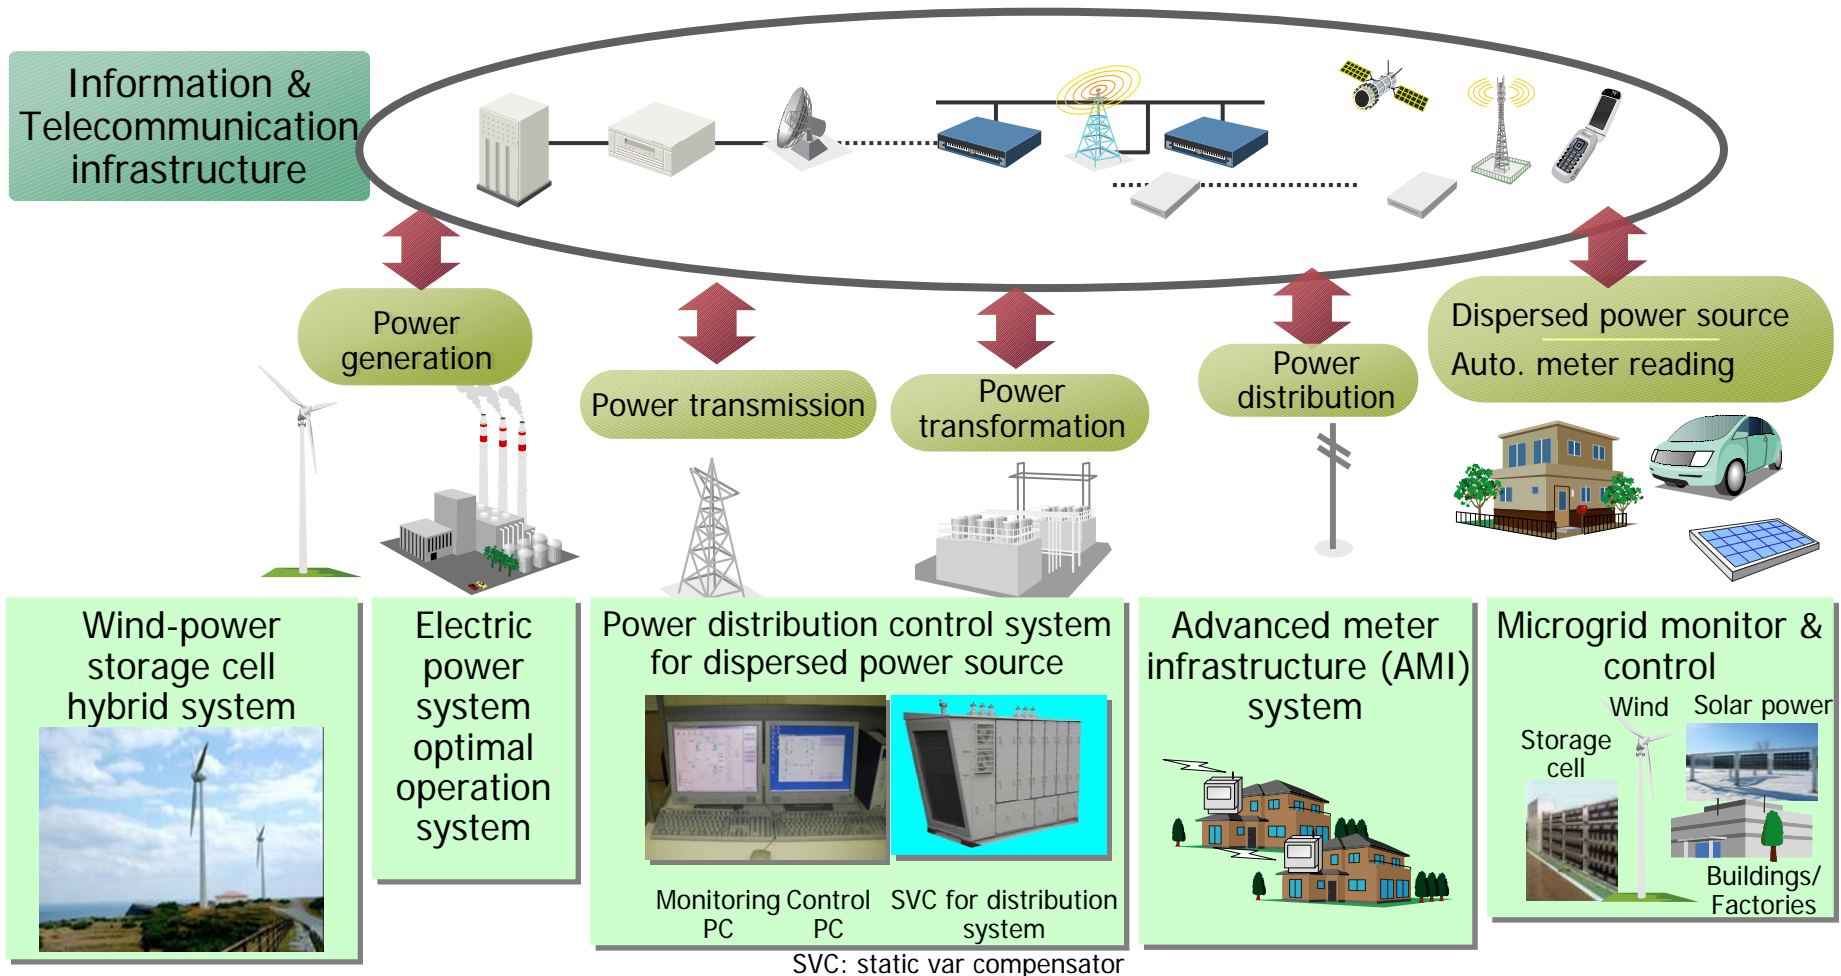 Information &
Telecommunication
infrastructure
Power
generation
Power transmission
Power
transformation
Power
distribution
Dispersed power source
Auto. meter reading
Wind-power
storage cell
hybrid system
Electric
power
system
optimal
operation
system
Power distribution control system
for dispersed power source
Monitoring
PC
Control
PC
SVC for distribution
system
SVC: static var compensator
Advanced meter
infrastructure (AMI)
system
Microgrid monitor &
control
Wind
Solar power
Storage
cell
Buildings/
Factories